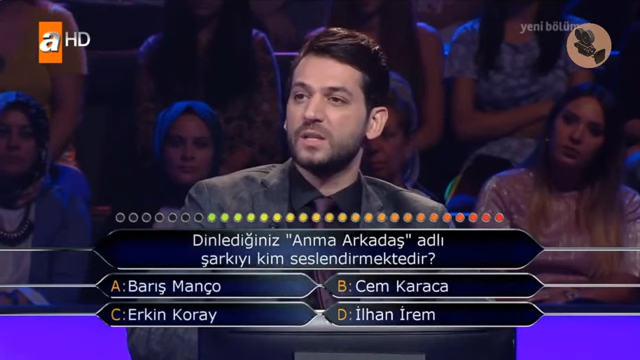 a HD
yeni bölüm
Dinlediğiniz "Anma Arkadaş" adlı
şarkıyı kim seslendirmektedir?
A:Barış Manço
B:Cem Karaca
C:Erkin Koray
D:İlhan İrem